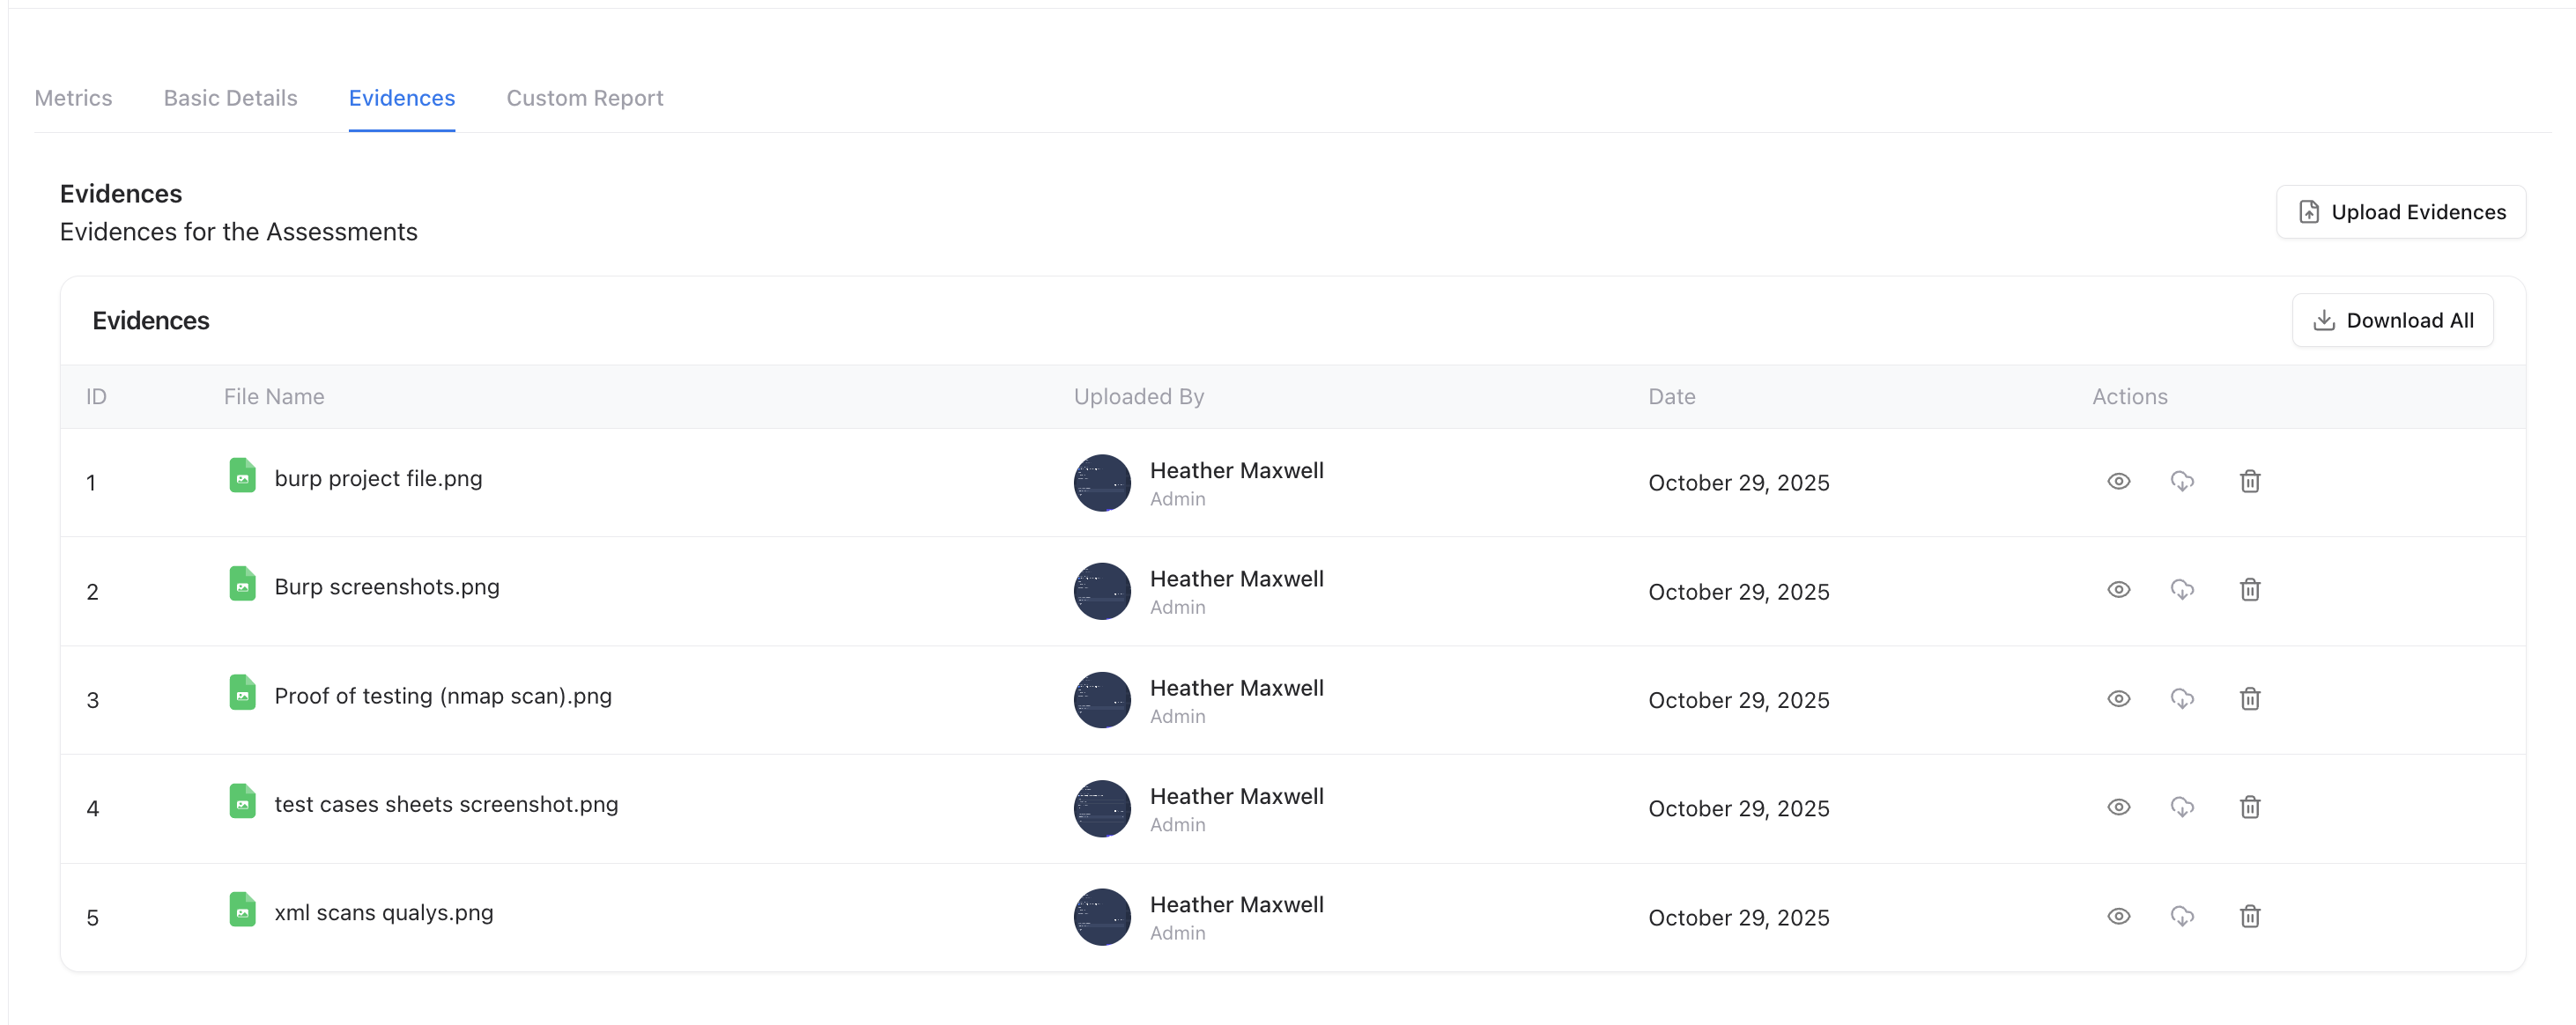 Metrics Basic Details Evidences Custom Report
Evidences
Evidences for the Assessments
Upload Evidences
Evidences
Download All
ID File Name Uploaded By Date Actions
1 burp project file.png Heather Maxwell Admin October 29, 2025
2 Burp screenshots.png Heather Maxwell Admin October 29, 2025
3 Proof of testing (nmap scan).png Heather Maxwell Admin October 29, 2025
4 test cases sheets screenshot.png Heather Maxwell Admin October 29, 2025
5 xml scans qualys.png Heather Maxwell Admin October 29, 2025